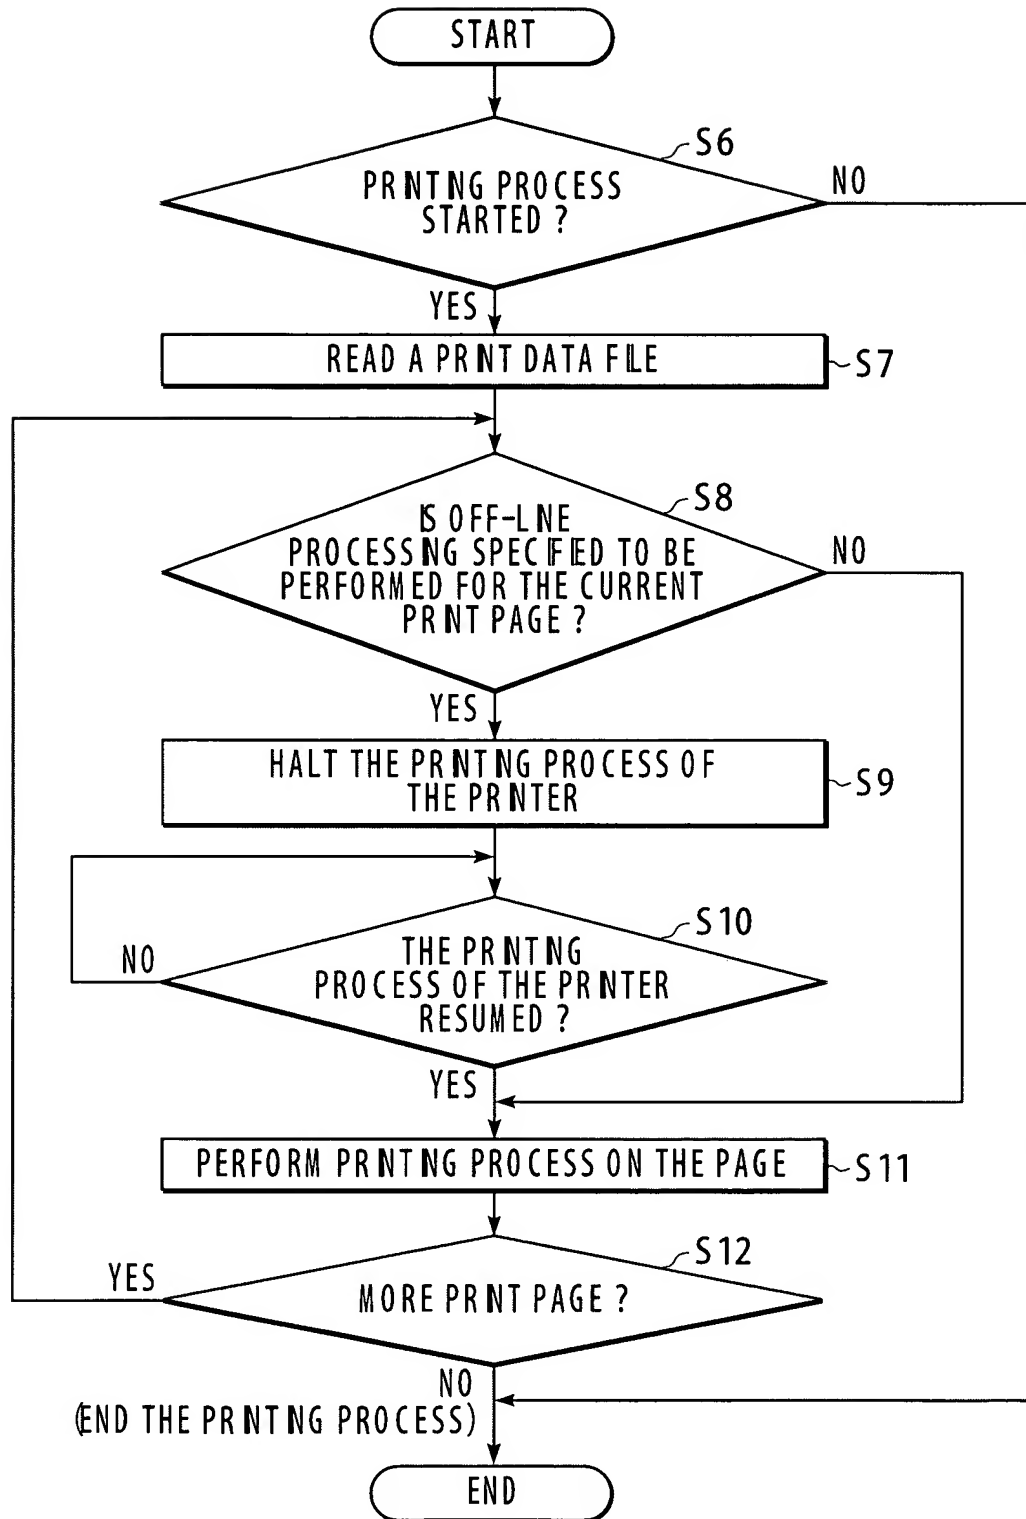 START
S6
PRINTING PROCESS
STARTED ?
NO
YES
READ A PRINT DATA FILE
S7
S8
IS OFF-LINE
PROCESSING SPECIFIED TO BE
PERFORMED FOR THE CURRENT
PRINT PAGE ?
NO
YES
HALT THE PRINTING PROCESS OF
THE PRINTER
S9
S10
THE PRINTING
PROCESS OF THE PRINTER
RESUMED ?
NO
YES
PERFORM PRINTING PROCESS ON THE PAGE
S11
S12
MORE PRINT PAGE ?
YES
NO
(END THE PRINTING PROCESS)
END